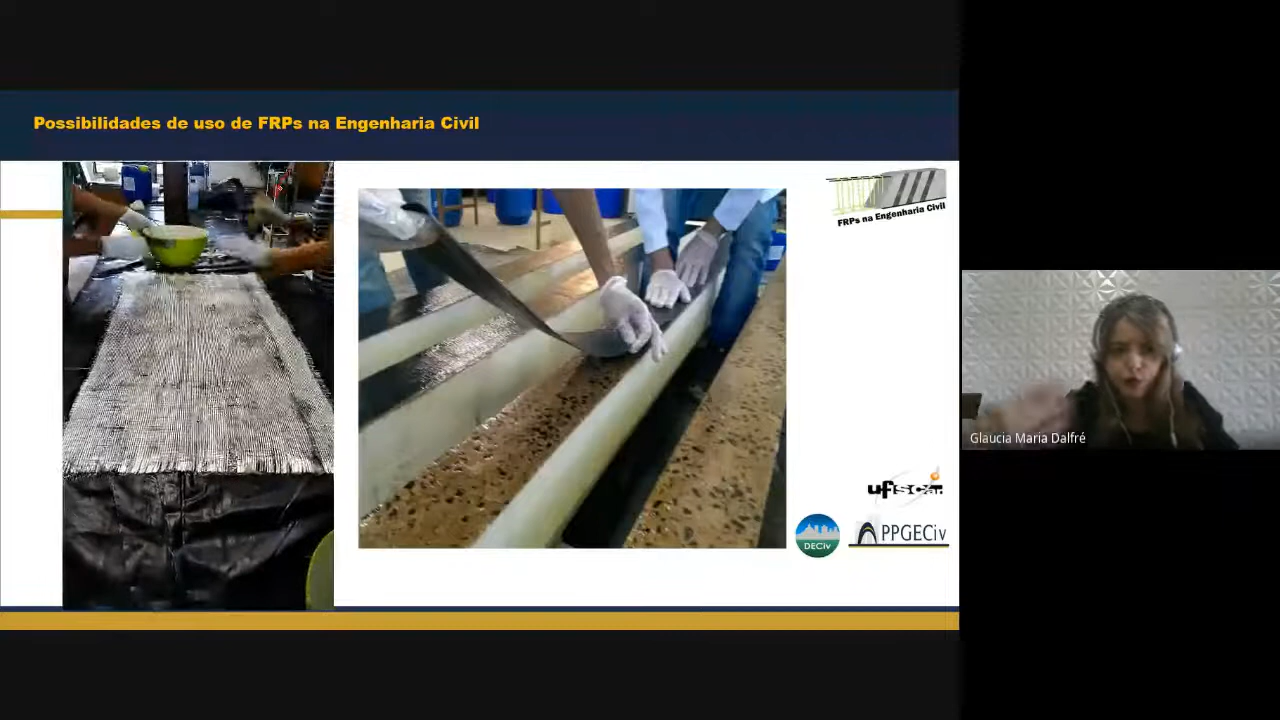 Possibilidades de uso de FRPs na Engenharia Civil
FRPs na Engenharia Civil
ufscar
DECiv
PPGECiv
Glaucia Maria Dalfré